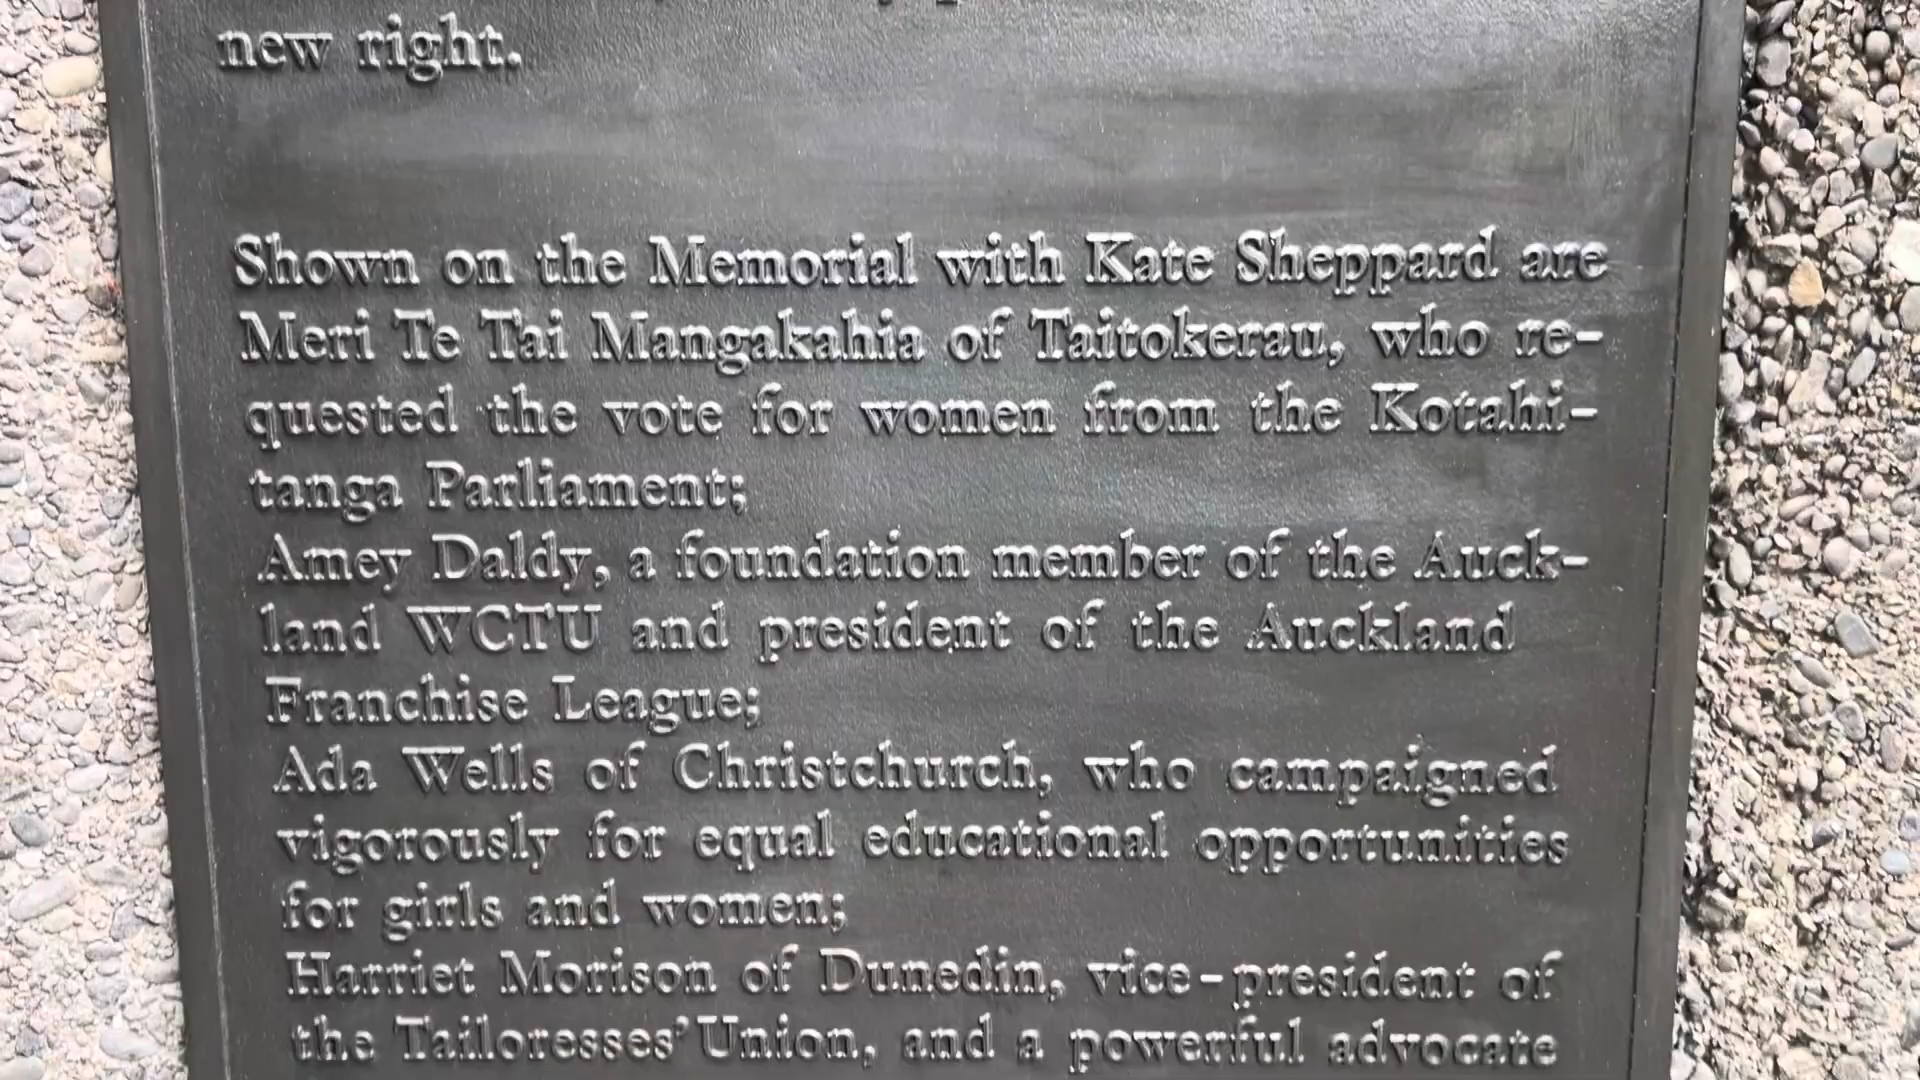 new right.
Shown on the Memorial with Kate Sheppard are
Meri Te Tai Mangakahia of Taitokerau, who re-
quested the vote for women from the Kotahi-
tanga Parliament;
Amey Daldy, a foundation member of the Auck-
land WCTU and president of the Auckland
Franchise League;
Ada Wells of Christchurch, who campaigned
vigorously for equal educational opportunities
for girls and women;
Harriet Morison of Dunedin, vice-president of
the Tailoresses' Union, and a powerful advocate